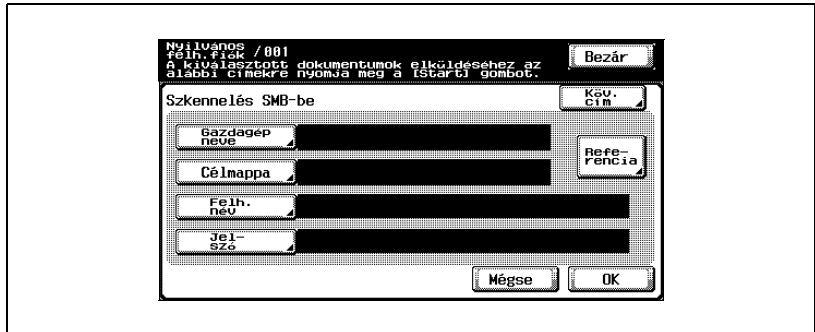 Nyilvános
felh.fiók /001
A kiválasztott dokumentumok elküldéséhez az
alábbi címekre nyomja meg a [Start] gombot.
Bezár
Szkennelés SMB-be
Köv.
cím
Gazdagép
neve
Refe-
rencia
Célmappa
Felh.
név
Jel-
szó
Mégse
OK